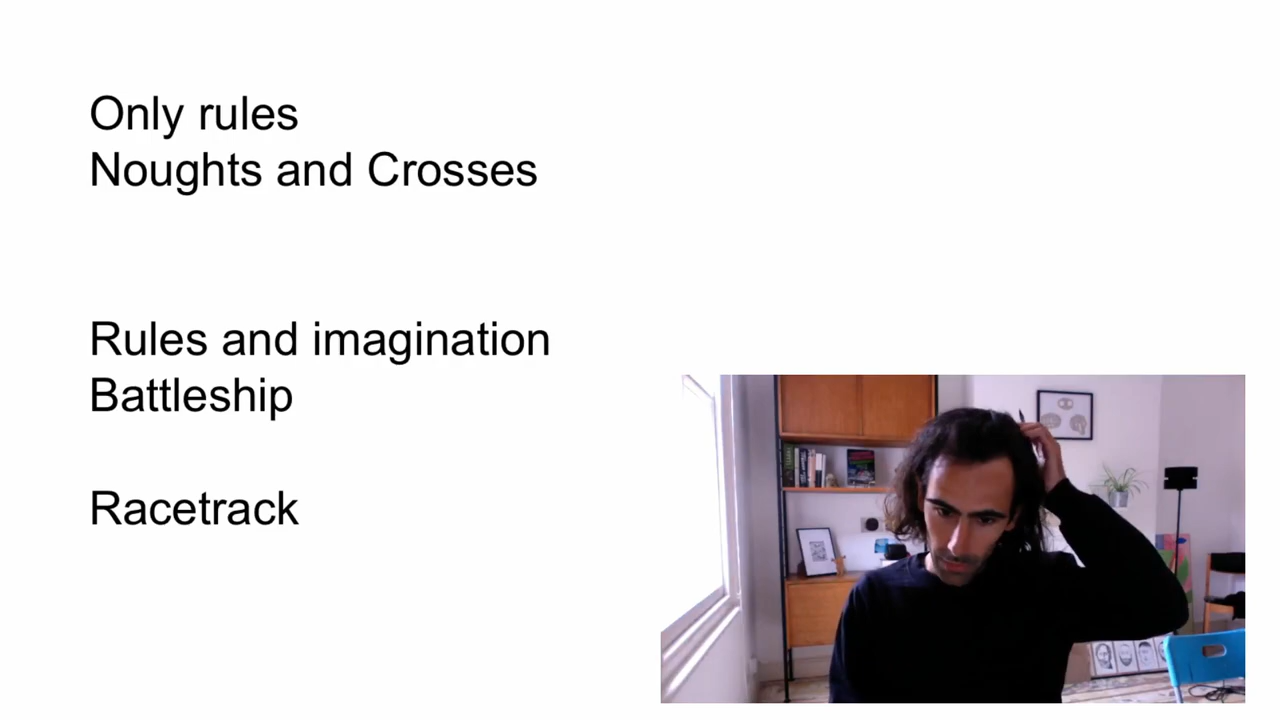 Only rules
Noughts and Crosses
Rules and imagination
Battleship
Racetrack